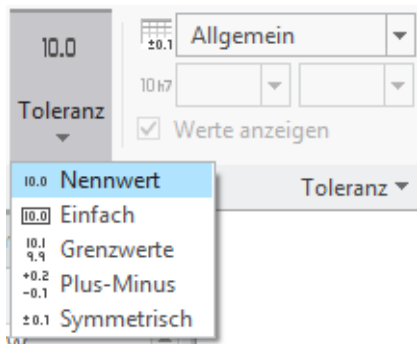 10.0
Toleranz
±0.1 Allgemein
10 h7
Werte anzeigen
Toleranz
10.0 Nennwert
10.0 Einfach
10.1
9.9 Grenzwerte
+0.2
-0.1 Plus-Minus
±0.1 Symmetrisch